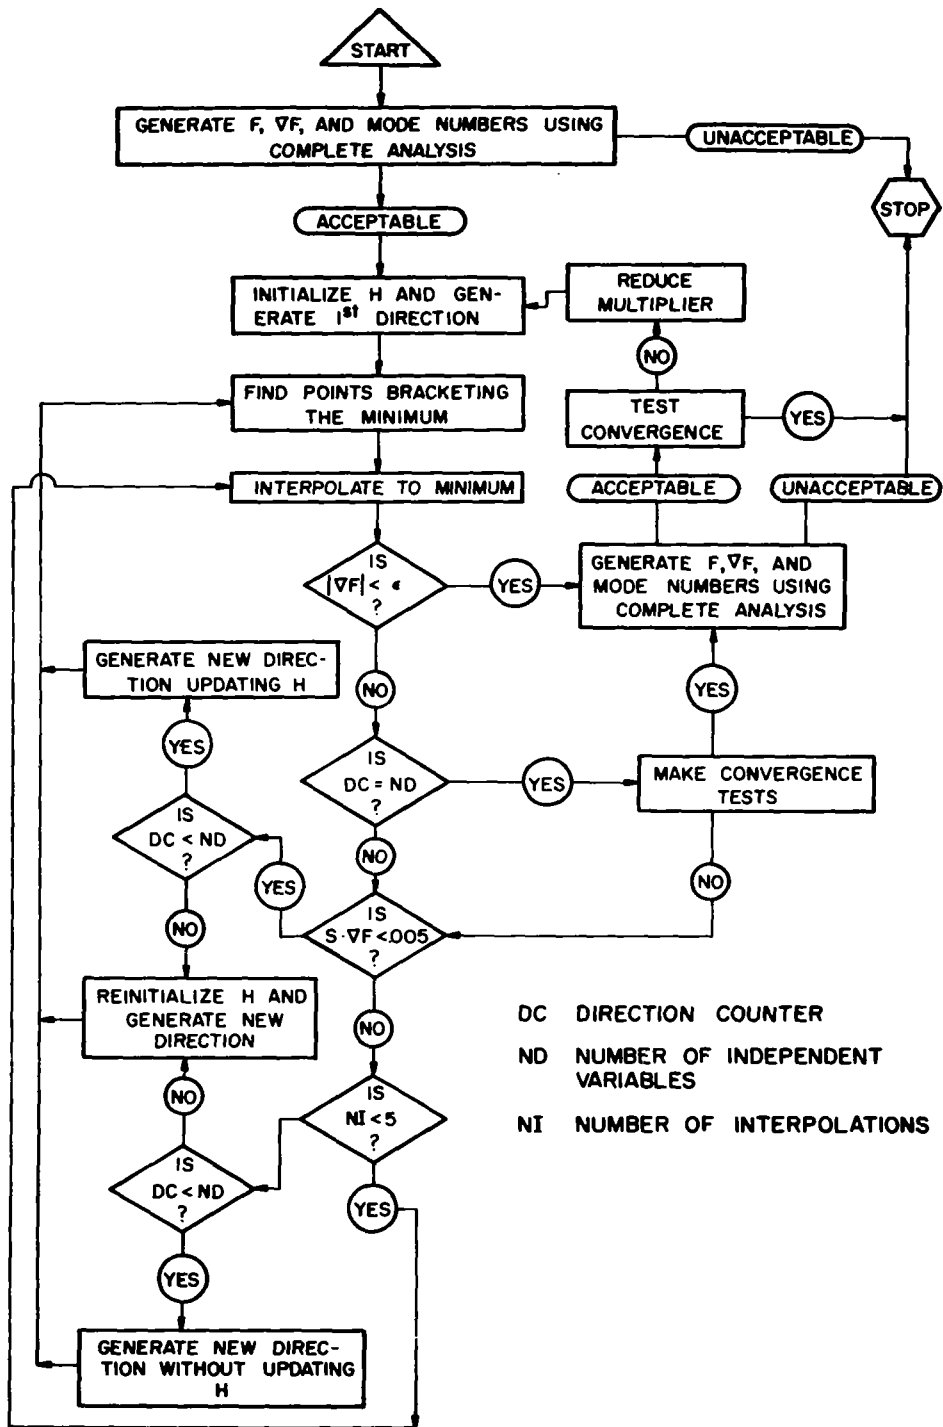 START
GENERATE F, ∇F, AND MODE NUMBERS USING
COMPLETE ANALYSIS
UNACCEPTABLE
STOP
ACCEPTABLE
INITIALIZE H AND GEN-
ERATE 1st DIRECTION
REDUCE
MULTIPLIER
NO
FIND POINTS BRACKETING
THE MINIMUM
TEST
CONVERGENCE
YES
INTERPOLATE TO MINIMUM
ACCEPTABLE
UNACCEPTABLE
IS
|∇F| < ϵ
?
YES
GENERATE F, ∇F, AND
MODE NUMBERS USING
COMPLETE ANALYSIS
GENERATE NEW DIREC-
TION UPDATING H
NO
YES
YES
IS
DC = ND
?
YES
MAKE CONVERGENCE
TESTS
IS
DC < ND
?
NO
YES
NO
NO
IS
S·∇F<.005
?
REINITIALIZE H AND
GENERATE NEW
DIRECTION
NO
DC DIRECTION COUNTER
ND NUMBER OF INDEPENDENT
VARIABLES
NI NUMBER OF INTERPOLATIONS
NO
IS
NI < 5
?
IS
DC < ND
?
YES
YES
GENERATE NEW DIREC-
TION WITHOUT UPDATING
H